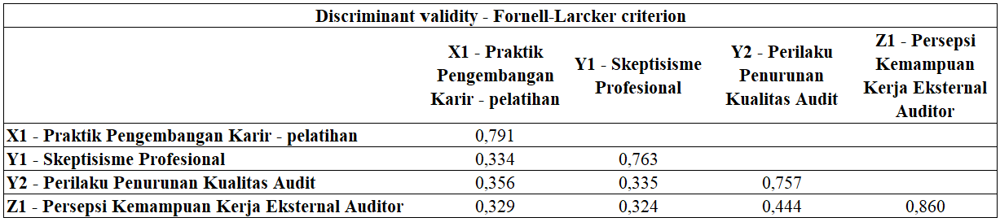 Discriminant validity - Fornell-Larcker criterion
X1 - Praktik Pengembangan Karir - pelatihan Y1 - Skeptisisme Profesional Y2 - Perilaku Penurunan Kualitas Audit Z1 - Persepsi Kemampuan Kerja Eksternal Auditor
X1 - Praktik Pengembangan Karir - pelatihan 0,791
Y1 - Skeptisisme Profesional 0,334 0,763
Y2 - Perilaku Penurunan Kualitas Audit 0,356 0,335 0,757
Z1 - Persepsi Kemampuan Kerja Eksternal Auditor 0,329 0,324 0,444 0,860